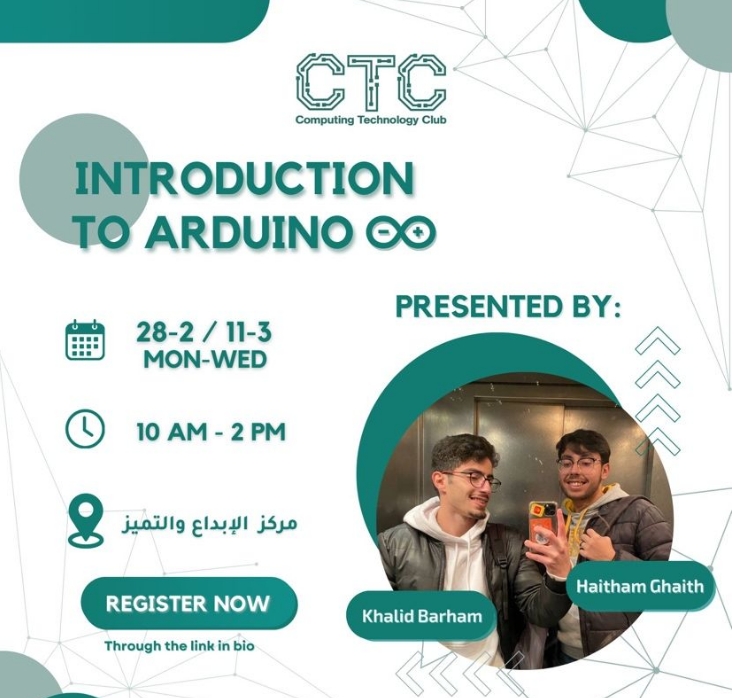 CTC
Computing Technology Club
INTRODUCTION
TO ARDUINO
28-2 / 11-3
MON-WED
10 AM - 2 PM
مركز الإبداع والتميز
REGISTER NOW
Through the link in bio
PRESENTED BY:
Khalid Barham
Haitham Ghaith